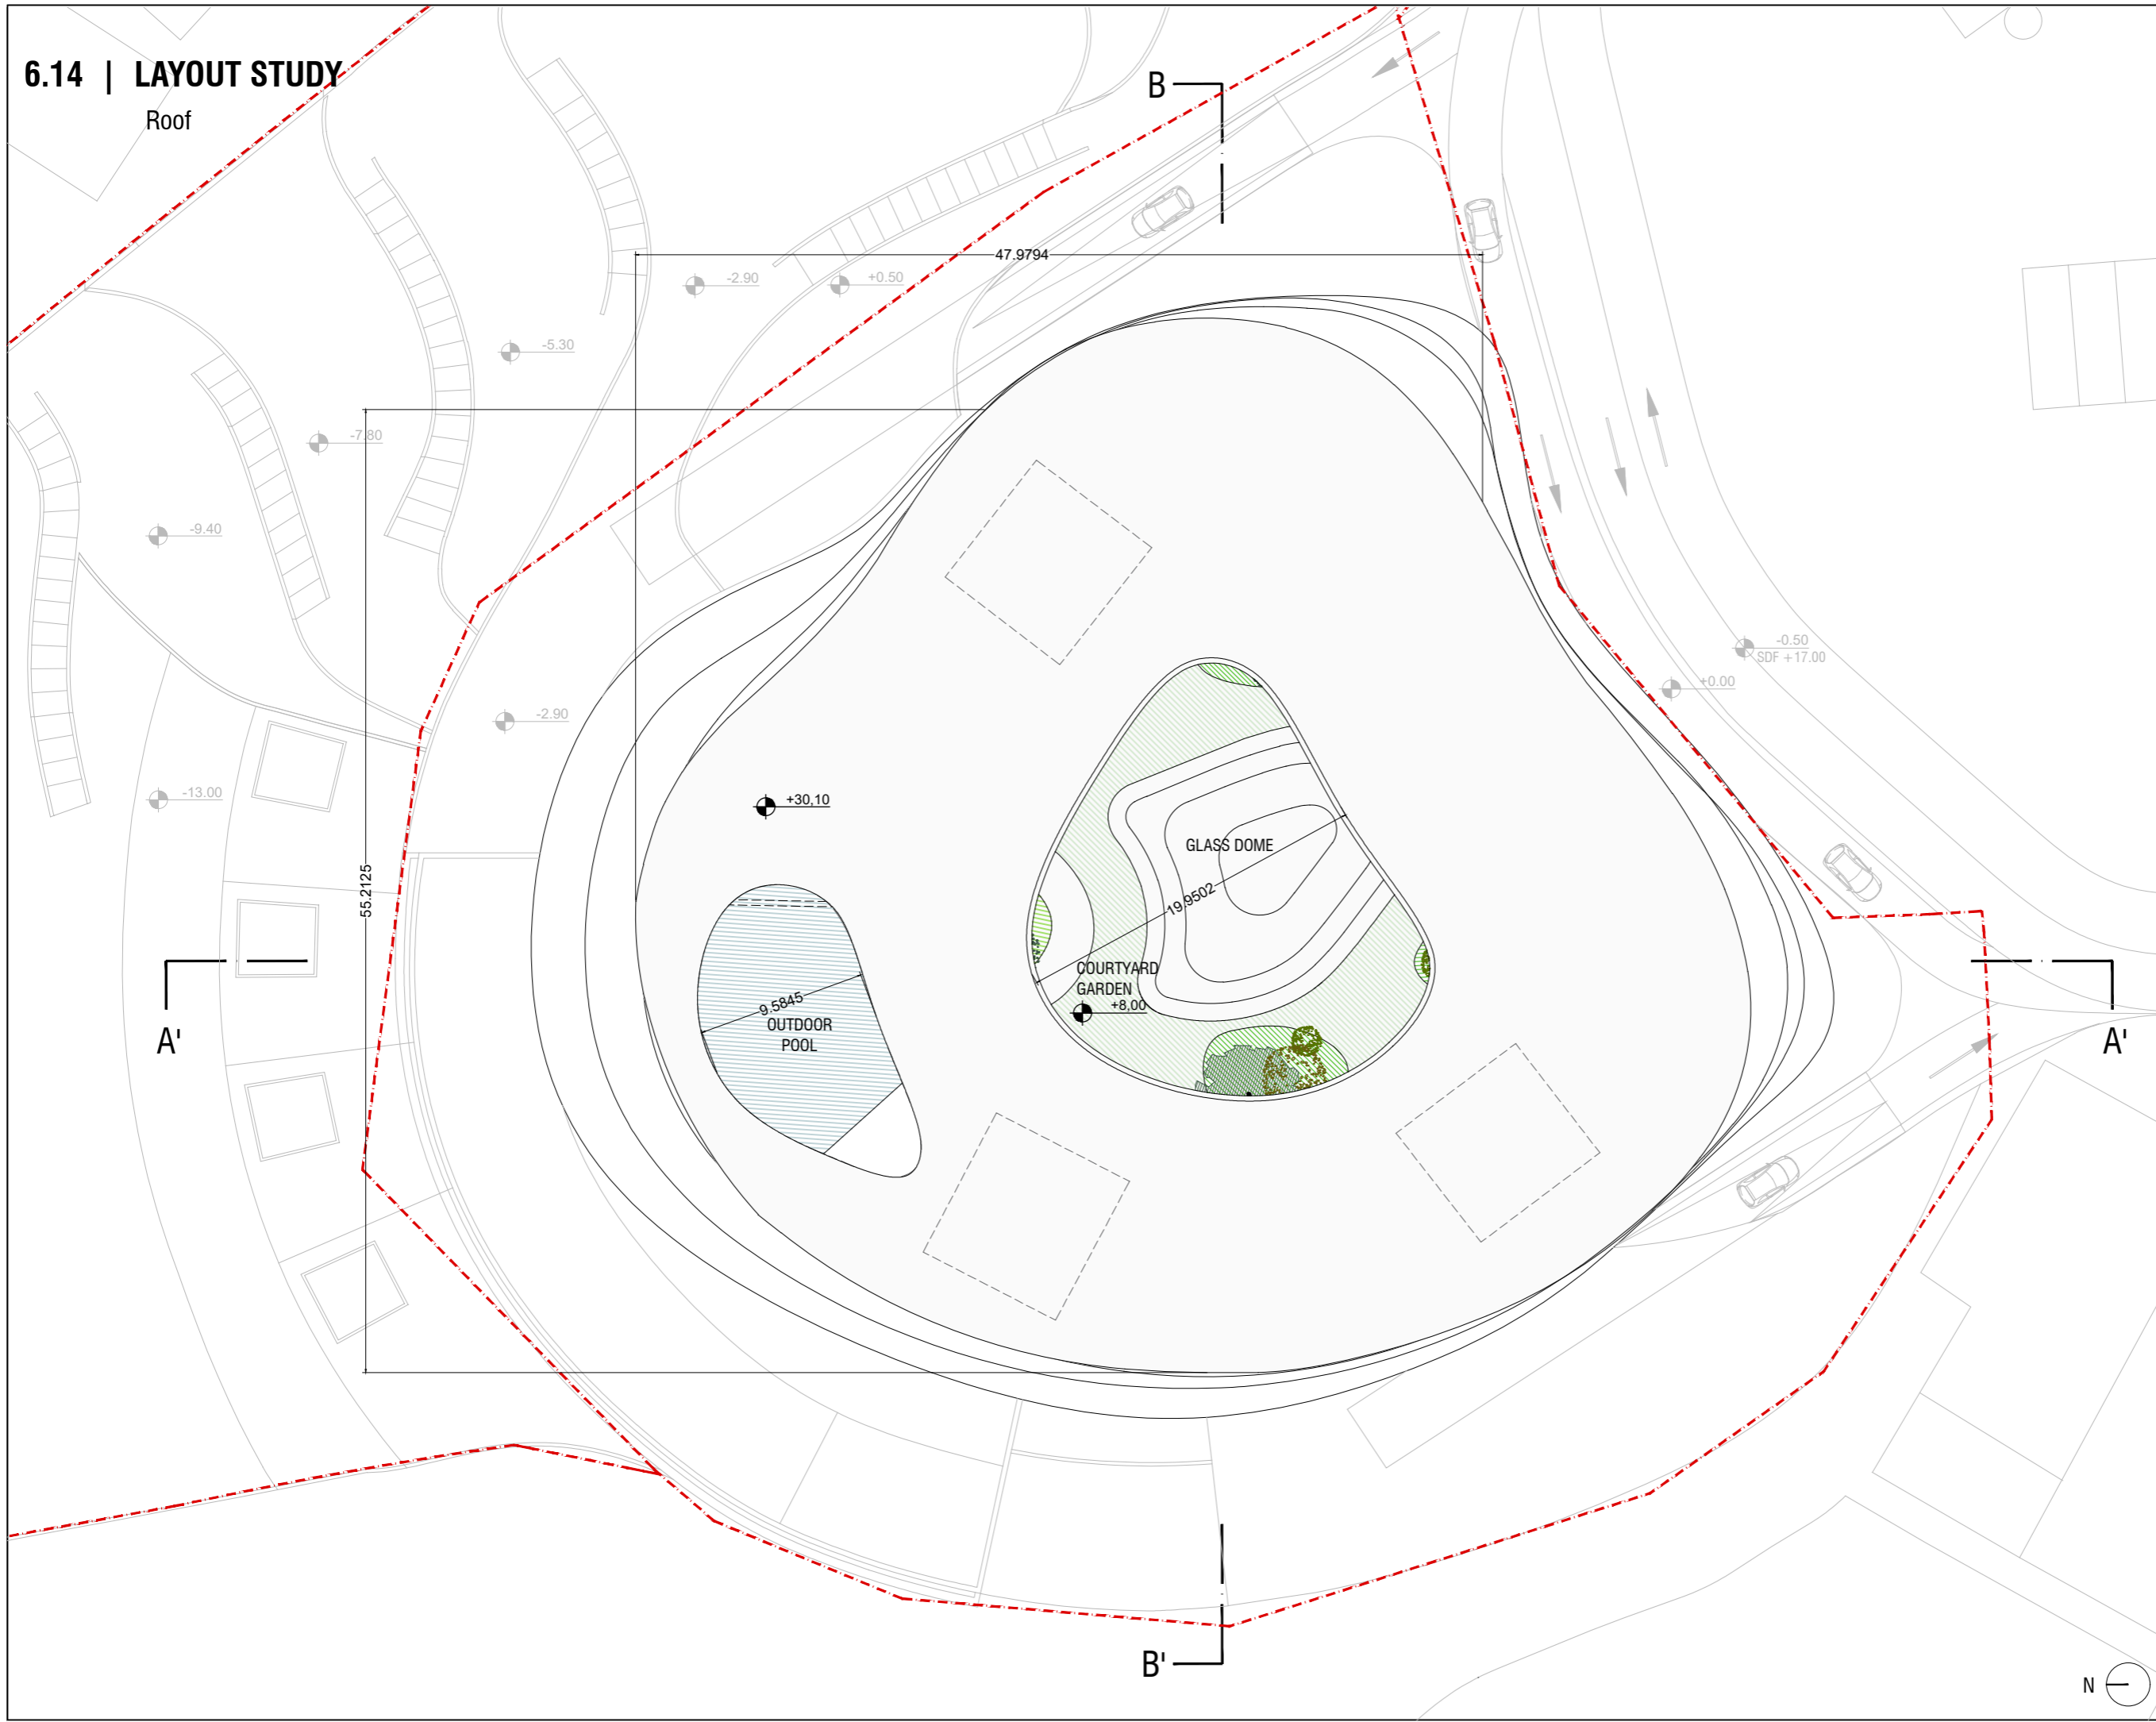 6.14 | LAYOUT STUDY
Roof
B
47.9794
-2.90
+0.50
-5.30
-7.80
-9.40
-0.50
SDF +17.00
+0.00
-2.90
-13.00
+30,10
GLASS DOME
55.2125
19.9502
COURTYARD
GARDEN
+8,00
9.5845
OUTDOOR
POOL
A'
A'
B'
N